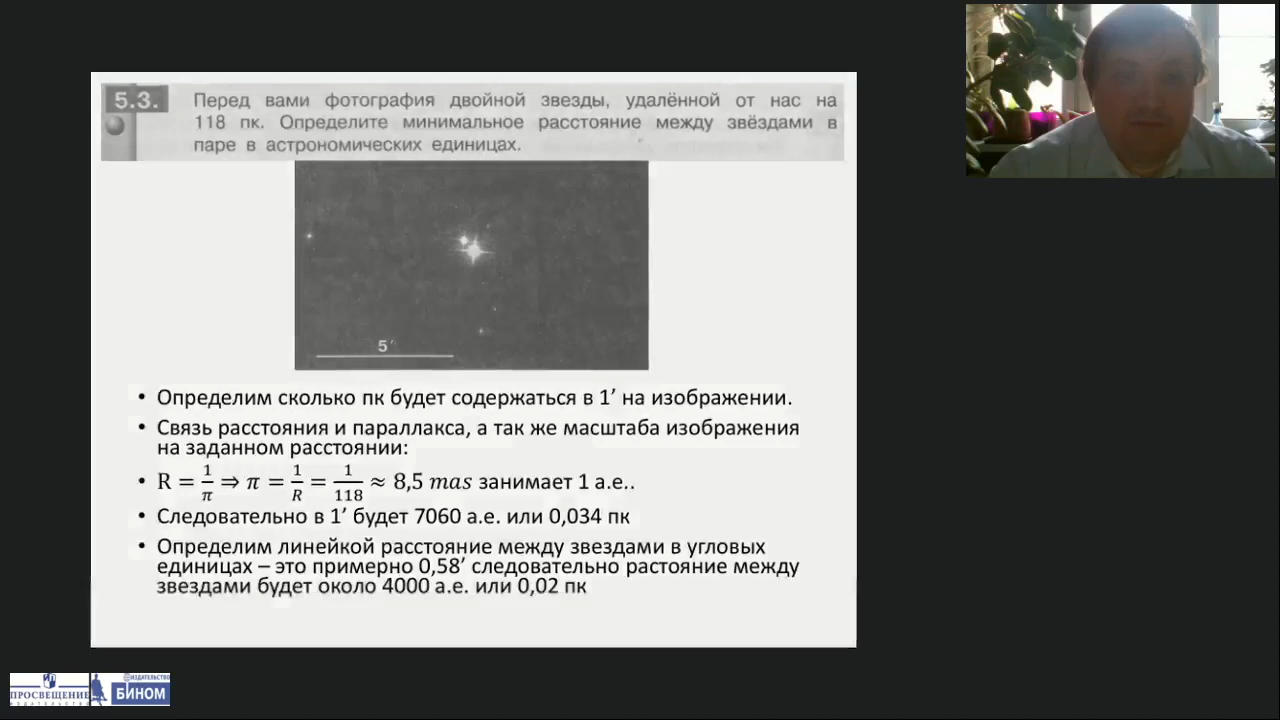 5.3.
Перед вами фотография двойной звезды, удалённой от нас на
118 пк. Определите минимальное расстояние между звёздами в
паре в астрономических единицах.
5′
• Определим сколько пк будет содержаться в 1’ на изображении.
• Связь расстояния и параллакса, а так же масштаба изображения
на заданном расстоянии:
• R = 1/π ⇒ π = 1/R = 1/118 ≈ 8,5 mas занимает 1 а.е..
• Следовательно в 1’ будет 7060 а.е. или 0,034 пк
• Определим линейкой расстояние между звездами в угловых
единицах – это примерно 0,58’ следовательно растояние между
звездами будет около 4000 а.е. или 0,02 пк
ПРОСВЕЩЕНИЕ
ИЗДАТЕЛЬСТВО
ИЗДАТЕЛЬСТВО
БИНОМ